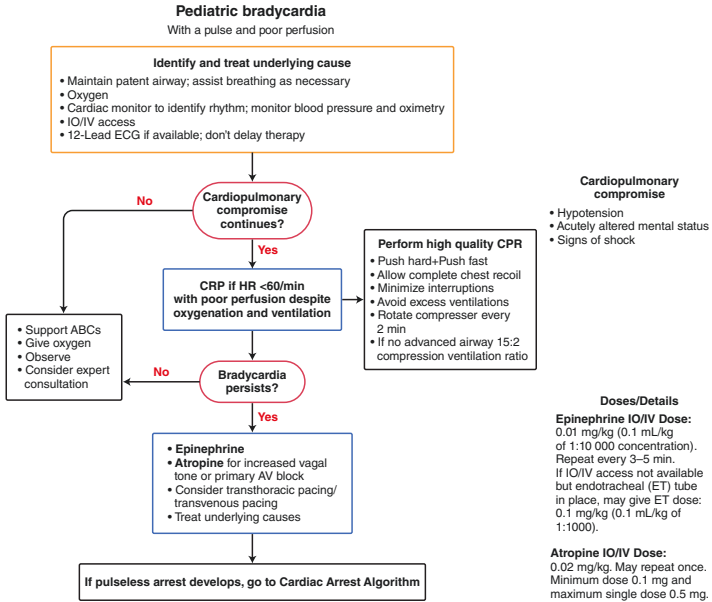 Pediatric bradycardia
With a pulse and poor perfusion
Identify and treat underlying cause
• Maintain patent airway; assist breathing as necessary
• Oxygen
• Cardiac monitor to identify rhythm; monitor blood pressure and oximetry
• IO/IV access
• 12-Lead ECG if available; don't delay therapy
Cardiopulmonary
compromise
continues?
No
Yes
Cardiopulmonary
compromise
• Hypotension
• Acutely altered mental status
• Signs of shock
CRP if HR <60/min
with poor perfusion despite
oxygenation and ventilation
Perform high quality CPR
• Push hard+Push fast
• Allow complete chest recoil
• Minimize interruptions
• Avoid excess ventilations
• Rotate compresser every
2 min
• If no advanced airway 15:2
compression ventilation ratio
• Support ABCs
• Give oxygen
• Observe
• Consider expert
consultation
No
Bradycardia
persists?
Yes
• Epinephrine
• Atropine for increased vagal
tone or primary AV block
• Consider transthoracic pacing/
transvenous pacing
• Treat underlying causes
If pulseless arrest develops, go to Cardiac Arrest Algorithm
Doses/Details
Epinephrine IO/IV Dose:
0.01 mg/kg (0.1 mL/kg
of 1:10 000 concentration).
Repeat every 3–5 min.
If IO/IV access not available
but endotracheal (ET) tube
in place, may give ET dose:
0.1 mg/kg (0.1 mL/kg of
1:1000).
Atropine IO/IV Dose:
0.02 mg/kg. May repeat once.
Minimum dose 0.1 mg and
maximum single dose 0.5 mg.